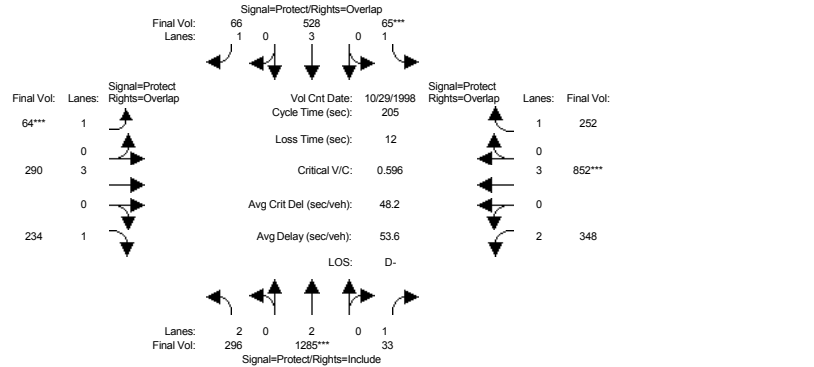 Signal=Protect/Rights=Overlap
Final Vol: 66 528 65***
Lanes: 1 0 3 0 1
Signal=Protect Signal=Protect
Final Vol: Lanes: Rights=Overlap Vol Cnt Date: 10/29/1998 Rights=Overlap Lanes: Final Vol:
Cycle Time (sec): 205
64*** 1 1 252
Loss Time (sec): 12
0 0
290 3 Critical V/C: 0.596 3 852***
0 Avg Crit Del (sec/veh): 48.2 0
234 1 Avg Delay (sec/veh): 53.6 2 348
LOS: D-
Lanes: 2 0 2 0 1
Final Vol: 296 1285*** 33
Signal=Protect/Rights=Include